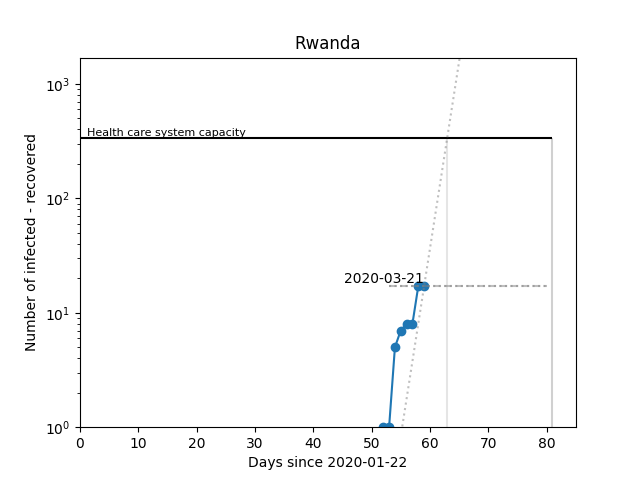 Rwanda
Number of infected - recovered
10³
10²
10¹
10⁰
Health care system capacity
2020-03-21
0 10 20 30 40 50 60 70 80
Days since 2020-01-22